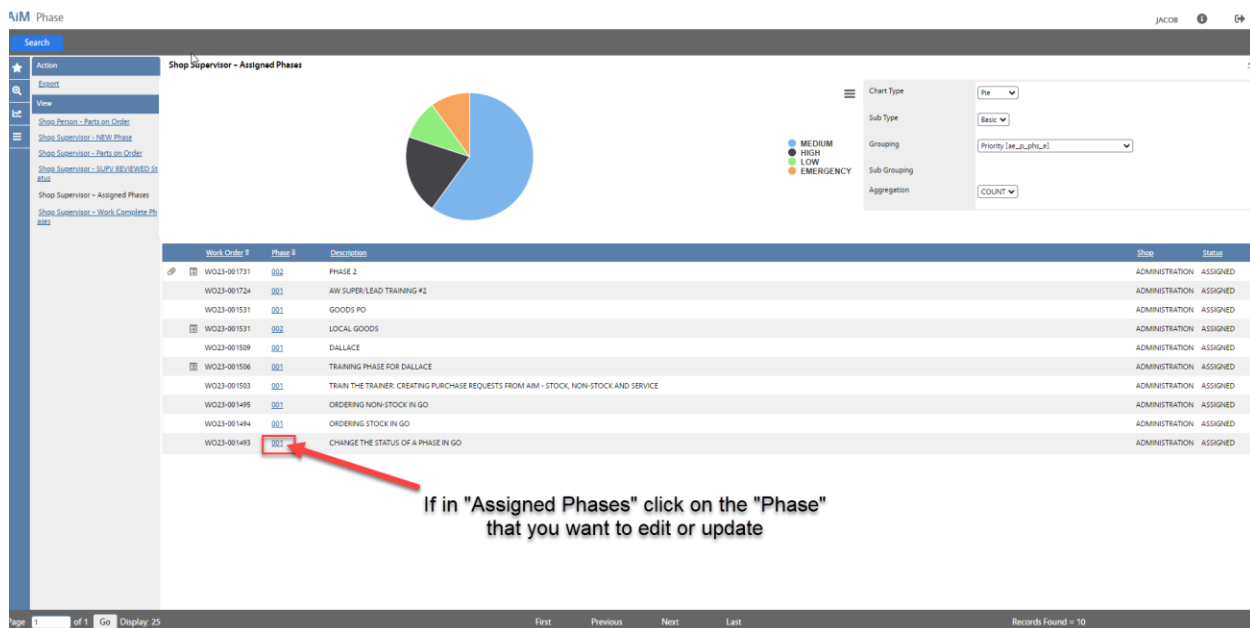 AiM Phase
JACOB
Search
Action
Export
View
Shop Person - Parts on Order
Shop Supervisor - NEW Phase
Shop Supervisor - Parts on Order
Shop Supervisor - SUPV REVIEWED St
atus
Shop Supervisor – Assigned Phases
Shop Supervisor – Work Complete Ph
ases
Shop Supervisor – Assigned Phases
MEDIUM
HIGH
LOW
EMERGENCY
Chart Type Pie
Sub Type Basic
Grouping Priority [ae_p_phs_e]
Sub Grouping
Aggregation COUNT
Work Order Phase Description Shop Status
WO23-001731 002 PHASE 2 ADMINISTRATION ASSIGNED
WO23-001724 001 AW SUPER/LEAD TRAINING #2 ADMINISTRATION ASSIGNED
WO23-001531 001 GOODS PO ADMINISTRATION ASSIGNED
WO23-001531 002 LOCAL GOODS ADMINISTRATION ASSIGNED
WO23-001509 001 DALLACE ADMINISTRATION ASSIGNED
WO23-001506 001 TRAINING PHASE FOR DALLACE ADMINISTRATION ASSIGNED
WO23-001503 001 TRAIN THE TRAINER: CREATING PURCHASE REQUESTS FROM AIM - STOCK, NON-STOCK AND SERVICE ADMINISTRATION ASSIGNED
WO23-001495 001 ORDERING NON-STOCK IN GO ADMINISTRATION ASSIGNED
WO23-001494 001 ORDERING STOCK IN GO ADMINISTRATION ASSIGNED
WO23-001493 001 CHANGE THE STATUS OF A PHASE IN GO ADMINISTRATION ASSIGNED
If in "Assigned Phases" click on the "Phase"
that you want to edit or update
Page 1 of 1 Go Display: 25 First Previous Next Last Records Found = 10